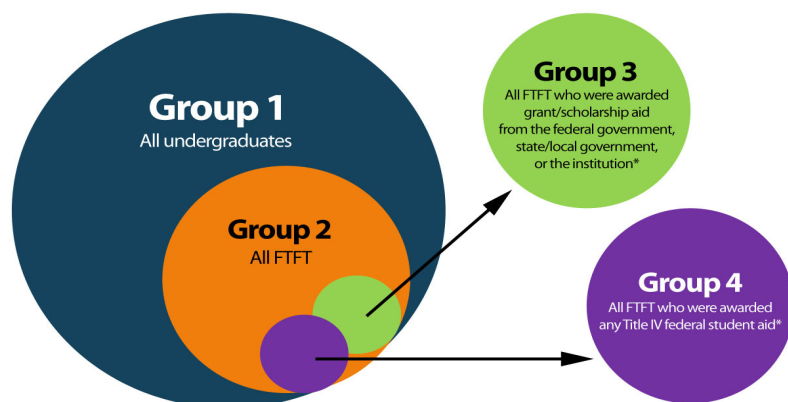 Group 1
All undergraduates
Group 2
All FTFT
Group 3
All FTFT who were awarded
grant/scholarship aid
from the federal government,
state/local government,
or the institution*
Group 4
All FTFT who were awarded
any Title IV federal student aid*